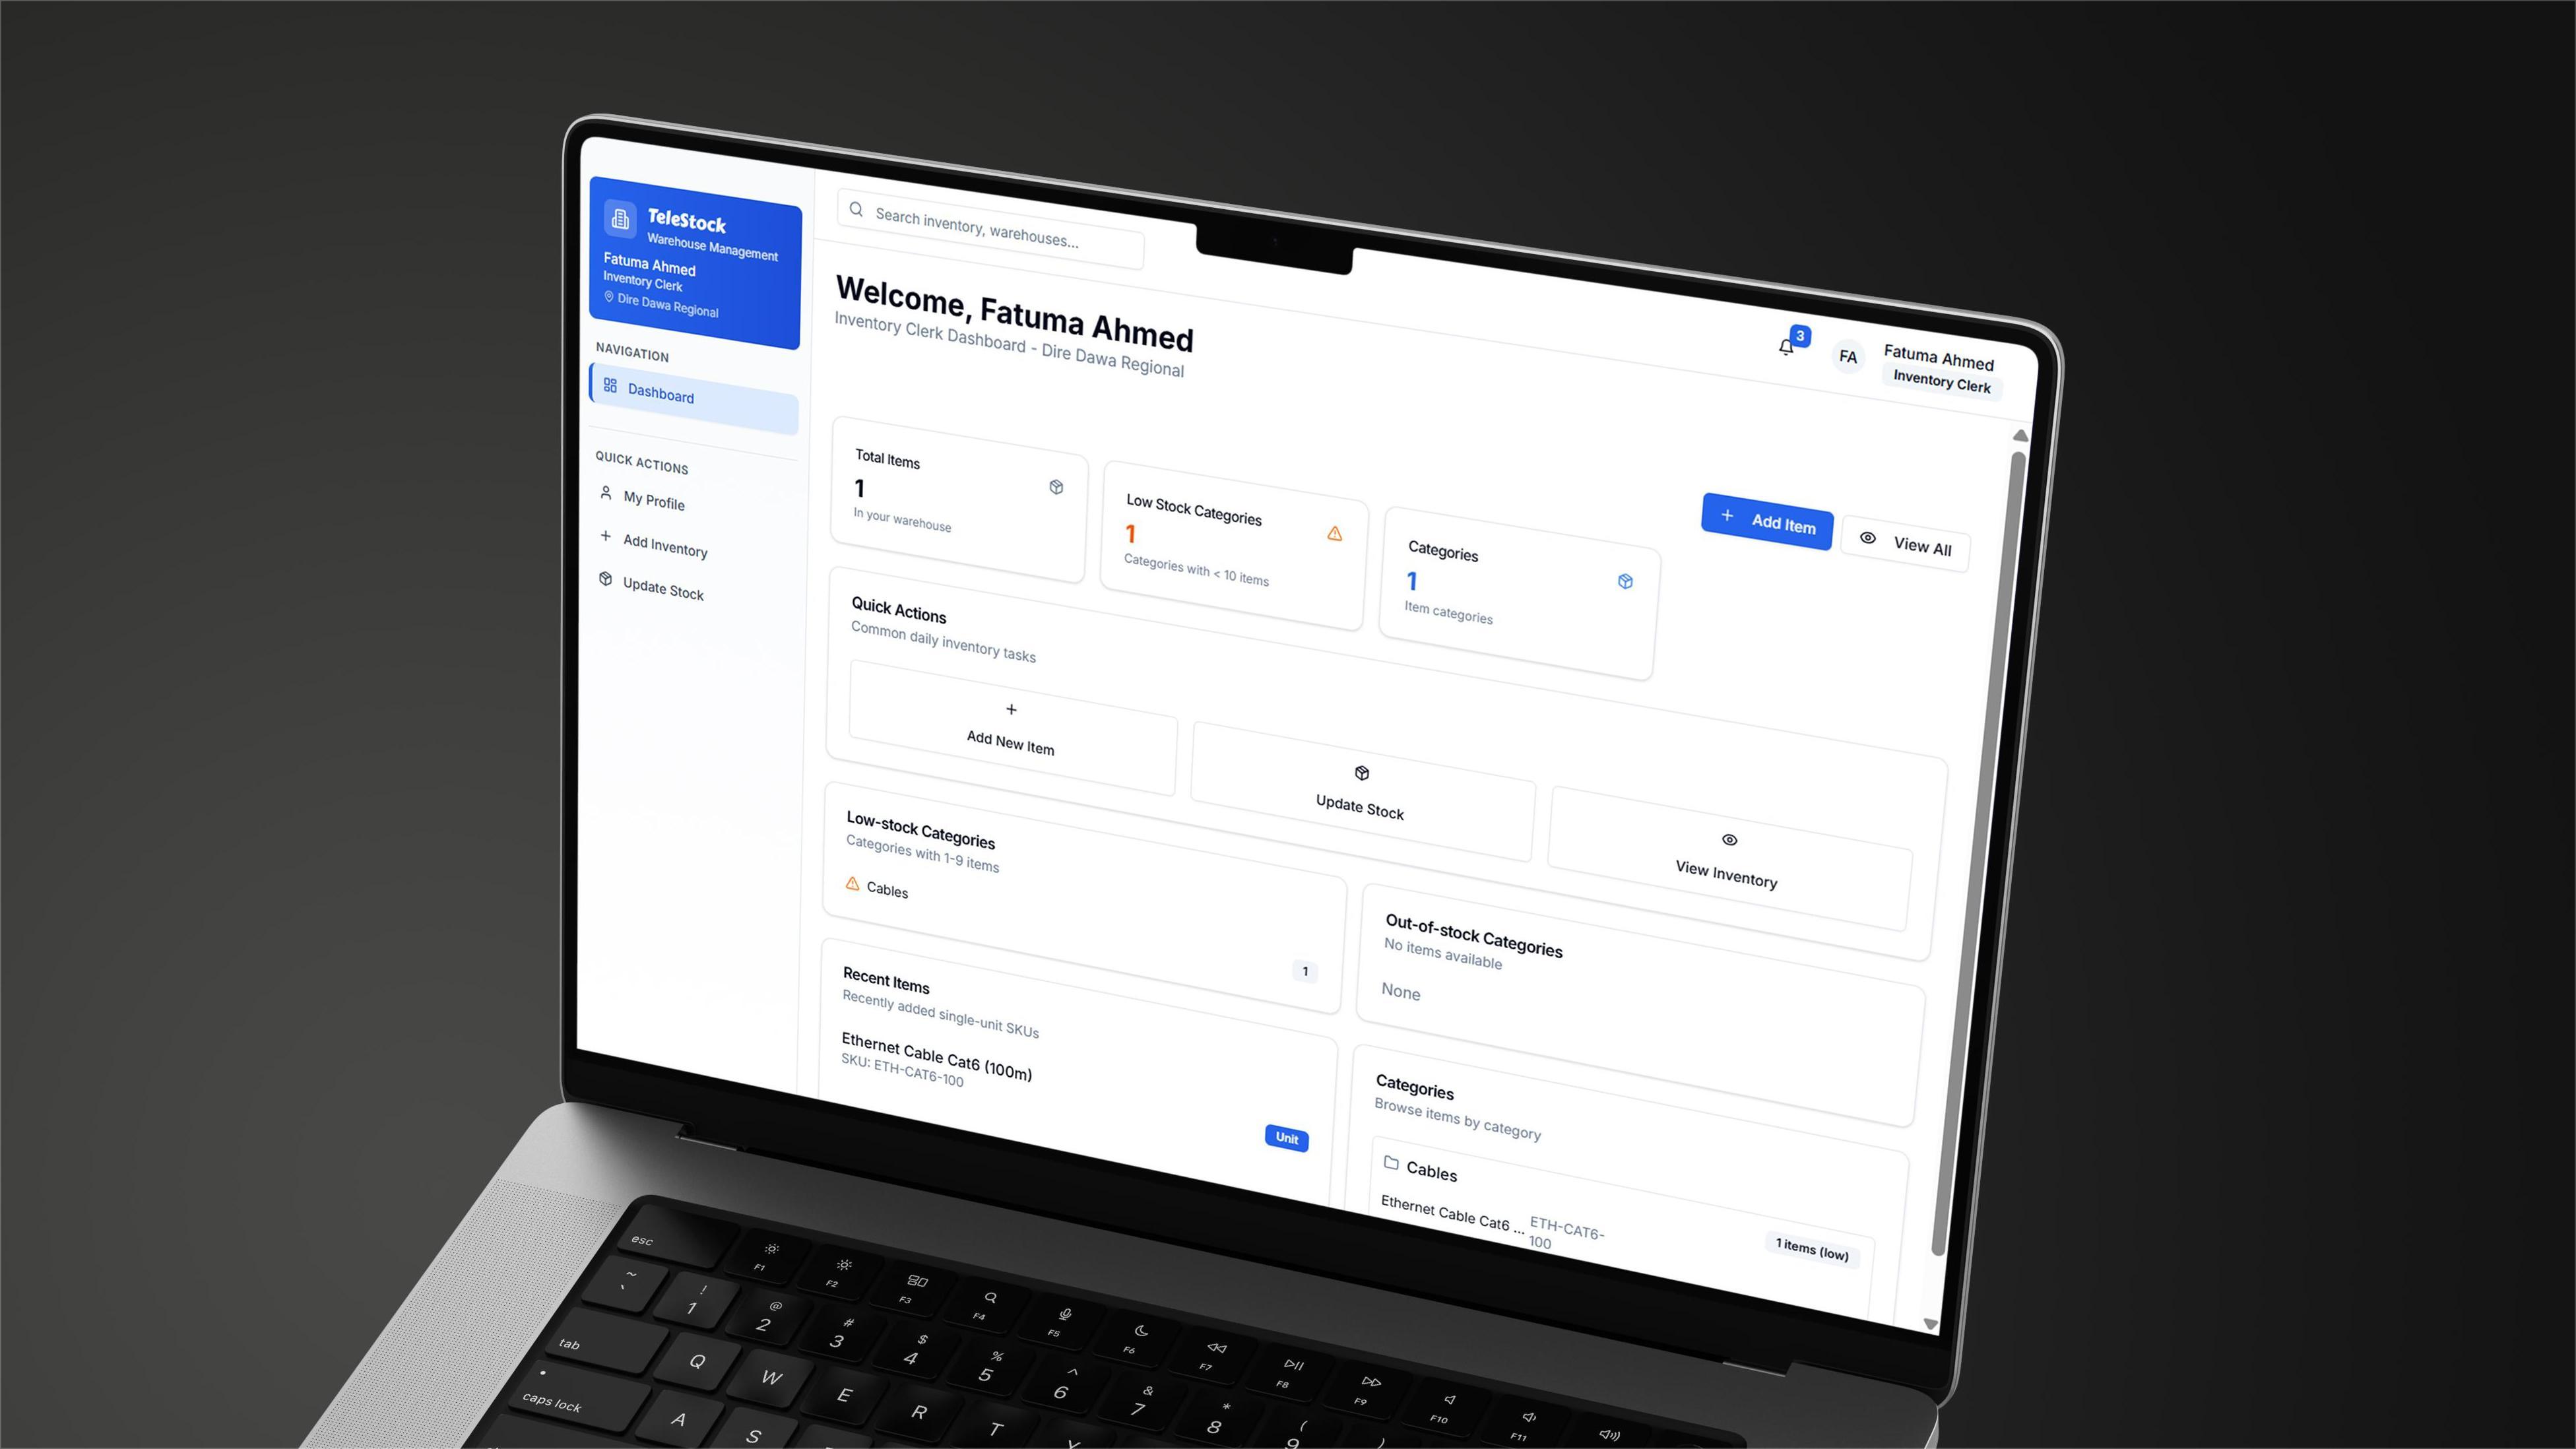 TeleStock
Warehouse Management
Fatuma Ahmed
Inventory Clerk
Dire Dawa Regional
NAVIGATION
Dashboard
QUICK ACTIONS
My Profile
Add Inventory
Update Stock
Search inventory, warehouses...
3
FA
Fatuma Ahmed
Inventory Clerk
Welcome, Fatuma Ahmed
Inventory Clerk Dashboard - Dire Dawa Regional
Add Item
View All
Total Items
1
In your warehouse
Low Stock Categories
1
Categories with < 10 items
Categories
1
Item categories
Quick Actions
Common daily inventory tasks
Add New Item
Update Stock
View Inventory
Low-stock Categories
Categories with 1-9 items
Cables
1
Out-of-stock Categories
No items available
None
Recent Items
Recently added single-unit SKUs
Ethernet Cable Cat6 (100m)
SKU: ETH-CAT6-100
Unit
Categories
Browse items by category
Cables
Ethernet Cable Cat6 ...
ETH-CAT6-
100
1 items (low)
esc F1 F2 F3 F4 F5 F6 F7 F8 F9 F10 F11
~ ! @ # $ % ^ & * (  )
` 1 2 3 4 5 6 7 8 9
tab Q W E R T
caps lock A S